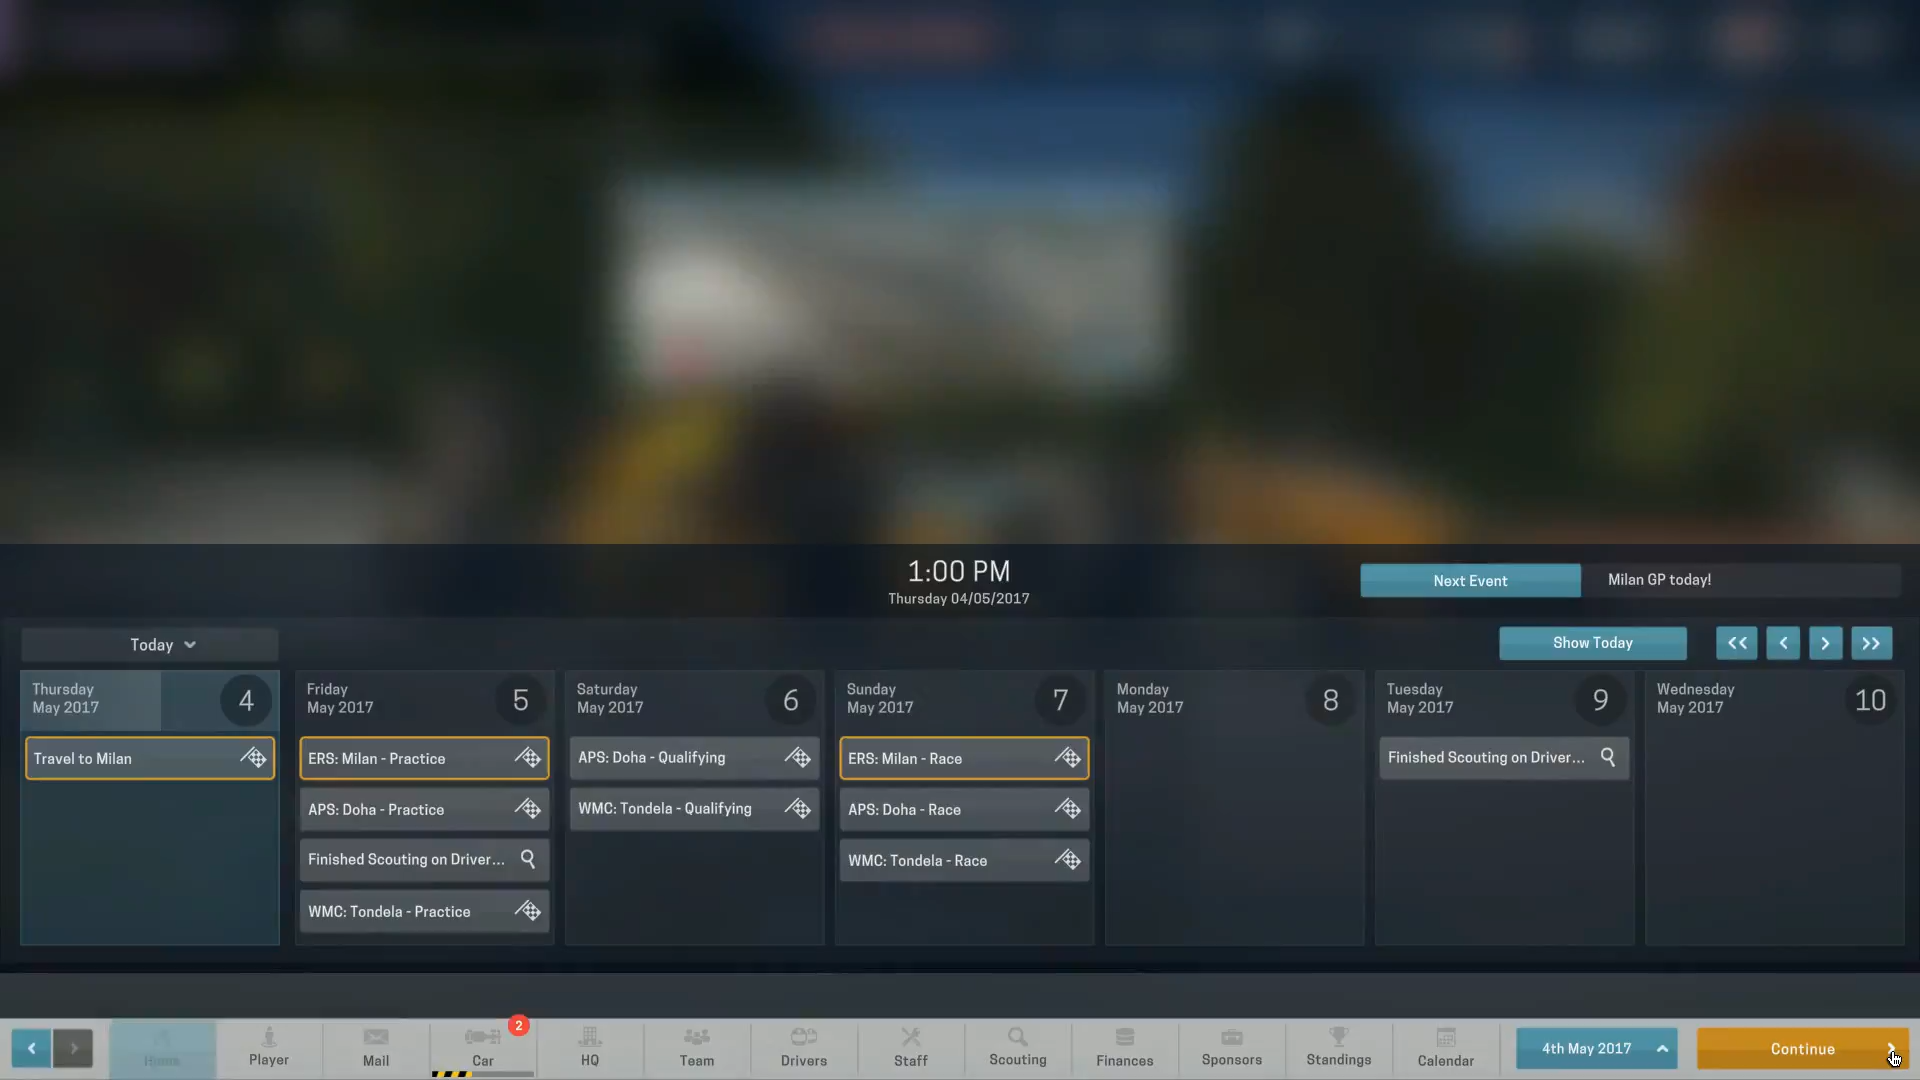 1:00 PM
Thursday 04/05/2017
Next Event
Milan GP today!
Today
Show Today
Thursday
May 2017
4
Travel to Milan
Friday
May 2017
5
ERS: Milan - Practice
APS: Doha - Practice
Finished Scouting on Driver...
WMC: Tondela - Practice
Saturday
May 2017
6
APS: Doha - Qualifying
WMC: Tondela - Qualifying
Sunday
May 2017
7
ERS: Milan - Race
APS: Doha - Race
WMC: Tondela - Race
Monday
May 2017
8
Tuesday
May 2017
9
Finished Scouting on Driver...
Wednesday
May 2017
10
Home
Player
Mail
2
Car
HQ
Team
Drivers
Staff
Scouting
Finances
Sponsors
Standings
Calendar
4th May 2017
Continue